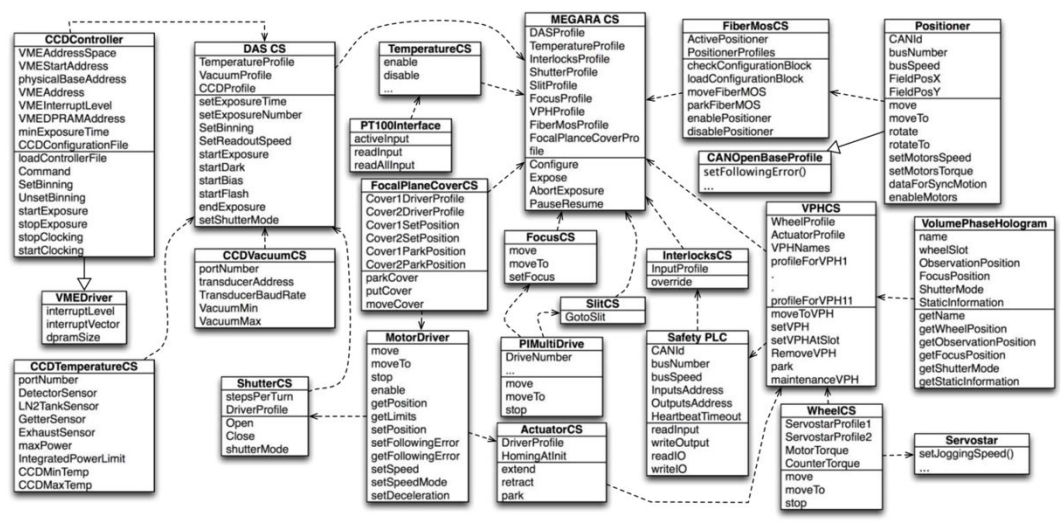 CCDController
VMEAddressSpace
VMEStartAddress
physicalBaseAddress
VMEAddress
VMEInterruptLevel
VMEDPRAMAddress
minExposureTime
CCDConfigurationFile
loadControllerFile
Command
SetBinning
UnsetBinning
startExposure
stopExposure
stopClocking
startClocking
VMEDriver
interruptLevel
interruptVector
dpramSize
CCDTemperatureCS
portNumber
DetectorSensor
LN2TankSensor
GetterSensor
ExhaustSensor
maxPower
IntegratedPowerLimit
CCDMinTemp
CCDMaxTemp
DAS CS
TemperatureProfile
VacuumProfile
CCDProfile
setExposureTime
setExposureNumber
SetBinning
SetReadoutSpeed
startExposure
startDark
startBias
startFlash
endExposure
setShutterMode
CCDVacuumCS
portNumber
transducerAddress
TransducerBaudRate
VacuumMin
VacuumMax
ShutterCS
stepsPerTurn
DriverProfile
Open
Close
shutterMode
TemperatureCS
enable
disable
...
PT100Interface
activeInput
readInput
readAllInput
FocalPlaneCoverCS
Cover1DriverProfile
Cover2DriverProfile
Cover1SetPosition
Cover2SetPosition
Cover1ParkPosition
Cover2ParkPosition
parkCover
putCover
moveCover
MotorDriver
move
moveTo
stop
enable
getPosition
getLimits
setPosition
setFollowingError
getFollowingError
setSpeed
setSpeedMode
setDeceleration
MEGARA CS
DASProfile
TemperatureProfile
InterlocksProfile
ShutterProfile
SlitProfile
FocusProfile
VPHProfile
FiberMosProfile
FocalPlanceCoverPro
file
Configure
Expose
AbortExposure
PauseResume
FocusCS
move
moveTo
setFocus
SlitCS
GotoSlit
PIMultiDrive
DriveNumber
...
move
moveTo
stop
ActuatorCS
DriverProfile
HomingAtInit
extend
retract
park
InterlocksCS
InputProfile
override
Safety PLC
CANId
busNumber
busSpeed
InputsAddress
OutputsAddress
HeartbeatTimeout
readInput
writeOutput
readIO
writeIO
FiberMosCS
ActivePositioner
PositionerProfiles
checkConfigurationBlock
loadConfigurationBlock
moveFiberMOS
parkFiberMOS
enablePositioner
disablePositioner
CANOpenBaseProfile
setFollowingError()
...
Positioner
CANId
busNumber
busSpeed
FieldPosX
FieldPosY
move
moveTo
rotate
rotateTo
setMotorsSpeed
setMotorsTorque
dataForSyncMotion
enableMotors
VPHCS
WheelProfile
ActuatorProfile
VPHNames
profileForVPH1
.
.
profileForVPH11
moveToVPH
setVPH
setVPHAtSlot
RemoveVPH
park
maintenanceVPH
VolumePhaseHologram
name
wheelSlot
ObservationPosition
FocusPosition
ShutterMode
StaticInformation
getName
getWheelPosition
getObservationPosition
getFocusPosition
getShutterMode
getStaticInformation
WheelCS
ServostarProfile1
ServostarProfile2
MotorTorque
CounterTorque
move
moveTo
stop
Servostar
setJoggingSpeed()
...